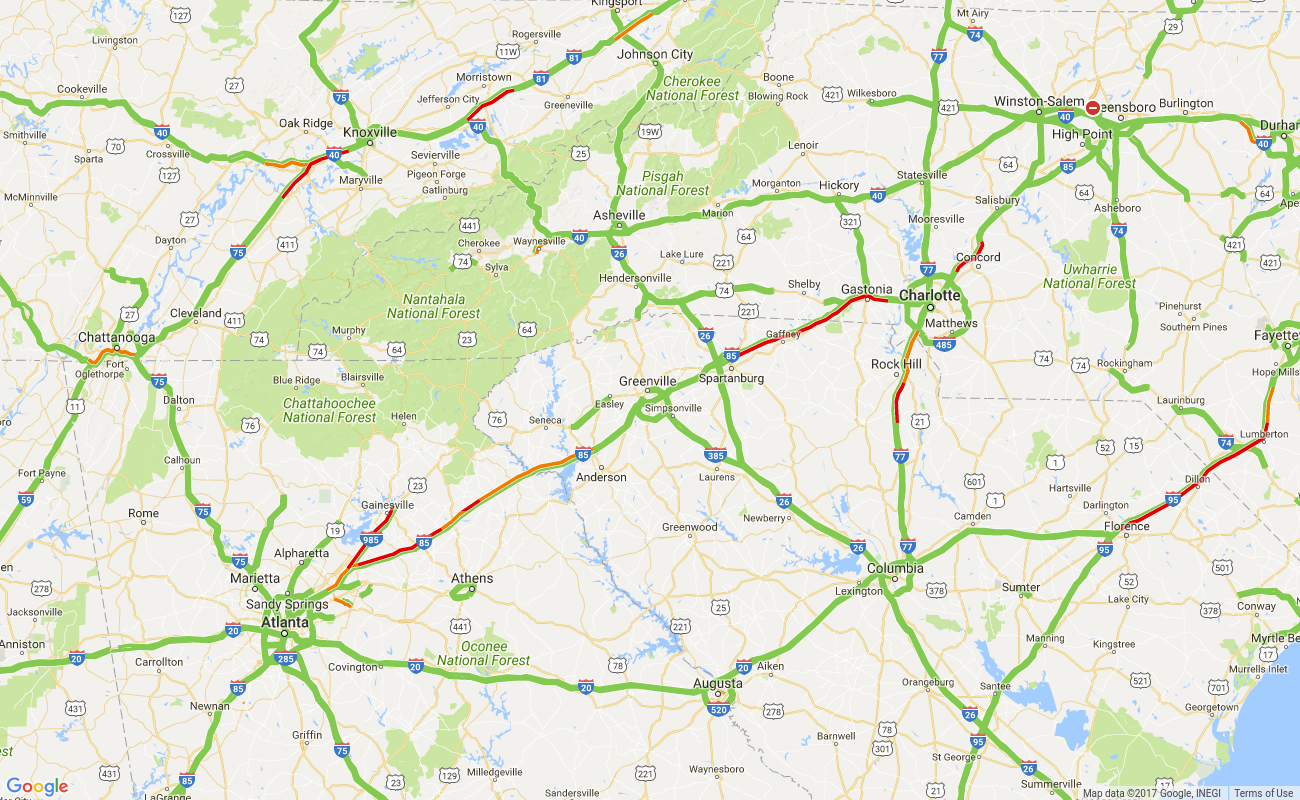 Kingsport
Mt Airy
127
29
Livingston
Rogersville
11W
74
Johnson City
81
77
Morristown
Cherokee
National Forest
Boone
27
81
Cookeville
75
Jefferson City
Greeneville
Blowing Rock
421
Wilkesboro
421
Winston-Salem
eensboro
Burlington
40
Oak Ridge
Knoxville
40
19W
40
High Point
Durha
Smithville
70
Crossville
40
40
Sparta
Sevierville
25
Lenoir
64
85
127
Maryville
Pigeon Forge
Gatlinburg
Pisgah
National Forest
Morganton
Statesville
64
64
McMinnville
Hickory
40
Salisbury
Asheboro
Ape
27
441
Asheville
Marion
321
Mooresville
74
421
Dayton
411
Cherokee
Waynesville
40
64
75
74
26
Lake Lure
221
Concord
421
Sylva
Hendersonville
77
Uwharrie
National Forest
27
Cleveland
Nantahala
National Forest
74
Shelby
Gastonia
Charlotte
Pinehurst
411
221
Matthews
Southern Pines
Chattanooga
74
Murphy
64
26
Gaffney
485
Fayettev
Fort
Oglethorpe
74
64
23
85
Rock Hill
74
74
Rockingham
Hope Mills
75
Blue Ridge
Blairsville
Greenville
Spartanburg
11
Dalton
Chattahoochee
National Forest
Helen
76
Easley
Simpsonville
Laurinburg
76
Seneca
21
74
Lumberton
Calhoun
85
385
77
52
15
1
Fort Payne
Anderson
Laurens
601
Hartsville
Dillon
59
23
1
95
Rome
75
Gainesville
26
Darlington
19
985
85
Greenwood
Newberry
Camden
Florence
75
Alpharetta
26
77
95
Marietta
Athens
Columbia
501
278
Sandy Springs
Lexington
378
Sumter
52
Jacksonville
Atlanta
25
Lake City
378
Conway
20
441
221
Anniston
20
285
Oconee
National Forest
Manning
Kingstree
Myrtle Be
Carrollton
Covington
20
78
20
Aiken
17
85
20
Augusta
Orangeburg
Santee
521
Murrells Inlet
431
Newnan
520
278
26
701
Georgetown
Griffin
78
301
95
75
Barnwell
St George
431
23
129
Milledgeville
221
Waynesboro
26
85
Summerville
17
LaGrange
Sandersville
Google
Map data ©2017 Google, INEGI
Terms of Use